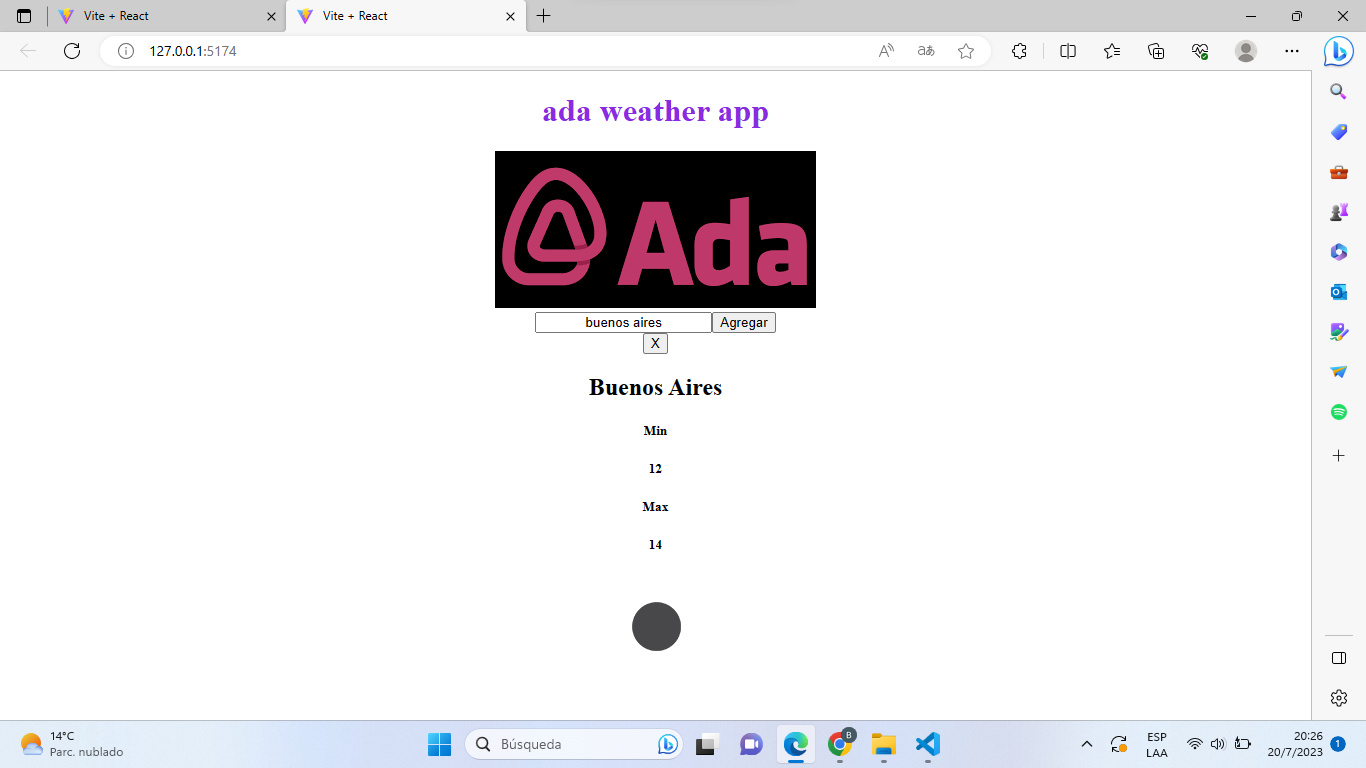 Vite + React
Vite + React
127.0.0.1:5174
ada weather app
Ada
buenos aires Agregar
X
Buenos Aires
Min
12
Max
14
14°C
Parc. nublado
Búsqueda
B
ESP
LAA
20:26
20/7/2023
1